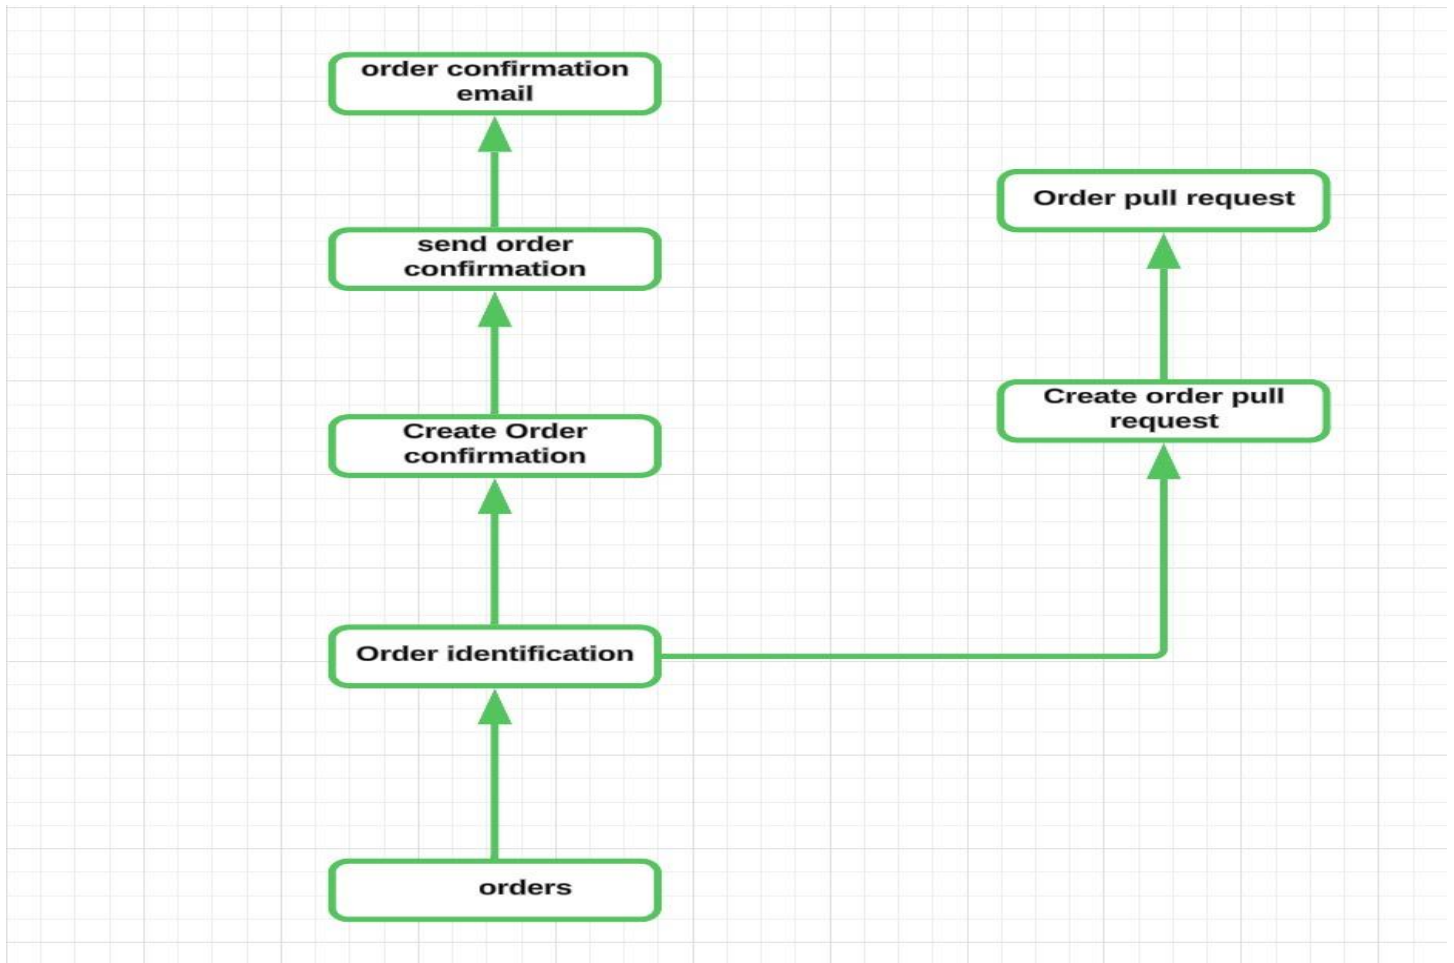 order confirmation
email
Order pull request
send order
confirmation
Create order pull
request
Create Order
confirmation
Order identification
orders